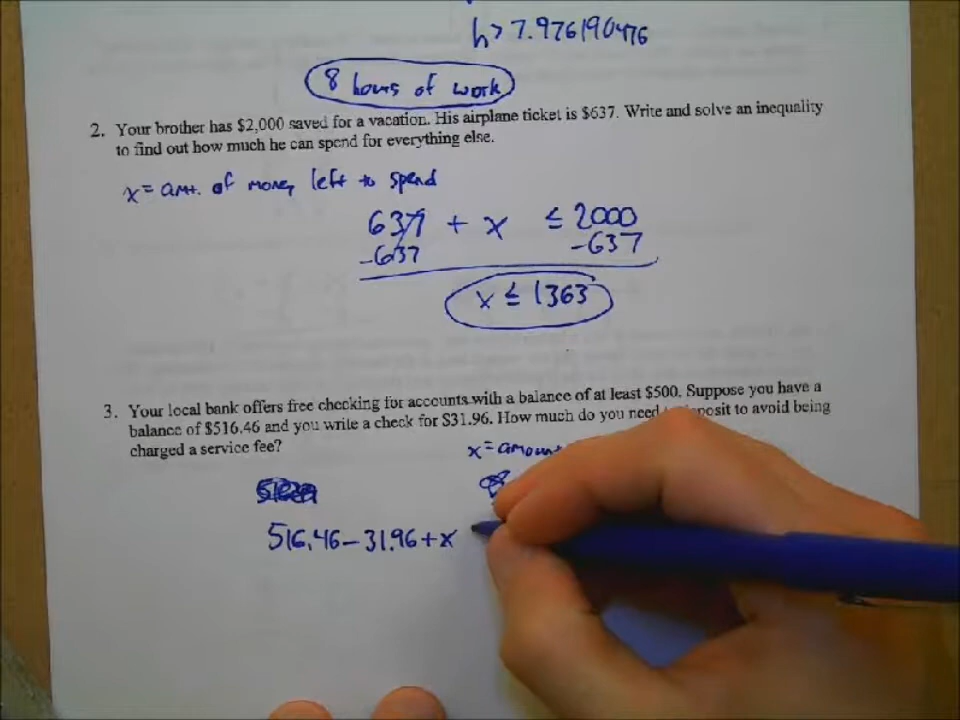 h > 7.976190476
8 hours of work
2. Your brother has $2,000 saved for a vacation. His airplane ticket is $637. Write and solve an inequality
to find out how much he can spend for everything else.
x = amt. of money left to spend
637 + x ≤ 2000
-637 -637
x ≤ 1363
3. Your local bank offers free checking for accounts with a balance of at least $500. Suppose you have a
balance of $516.46 and you write a check for $31.96. How much do you need deposit to avoid being
charged a service fee?
x = amount
516.46 - 31.96 + x